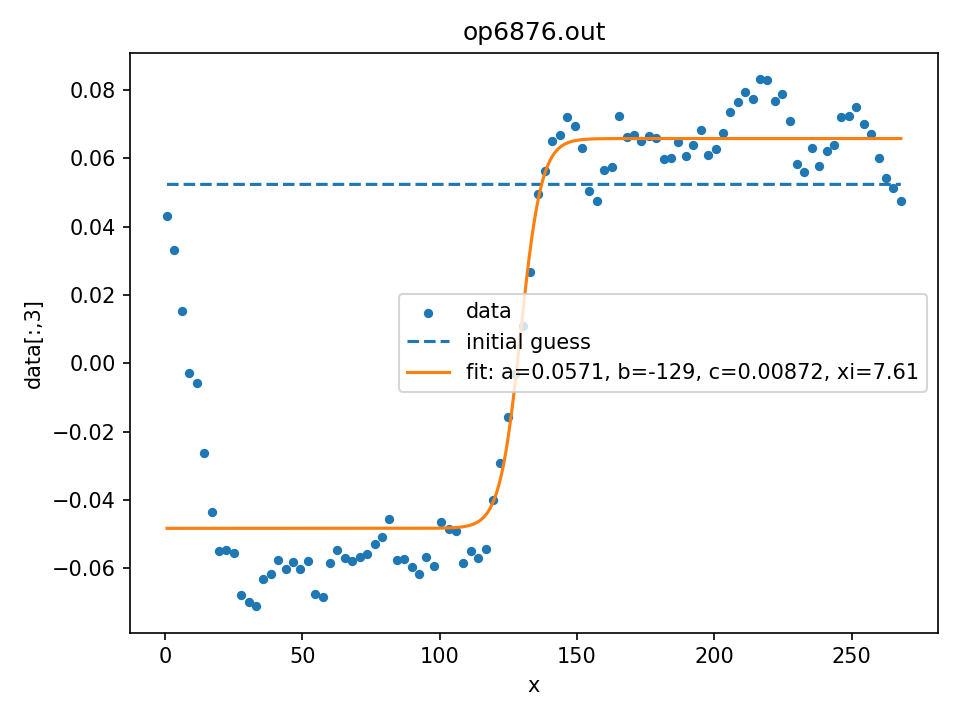 op6876.out
0.08
0.06
0.04
0.02
0.00
−0.02
−0.04
−0.06
data[:,3]
data
initial guess
fit: a=0.0571, b=-129, c=0.00872, xi=7.61
0 50 100 150 200 250
x